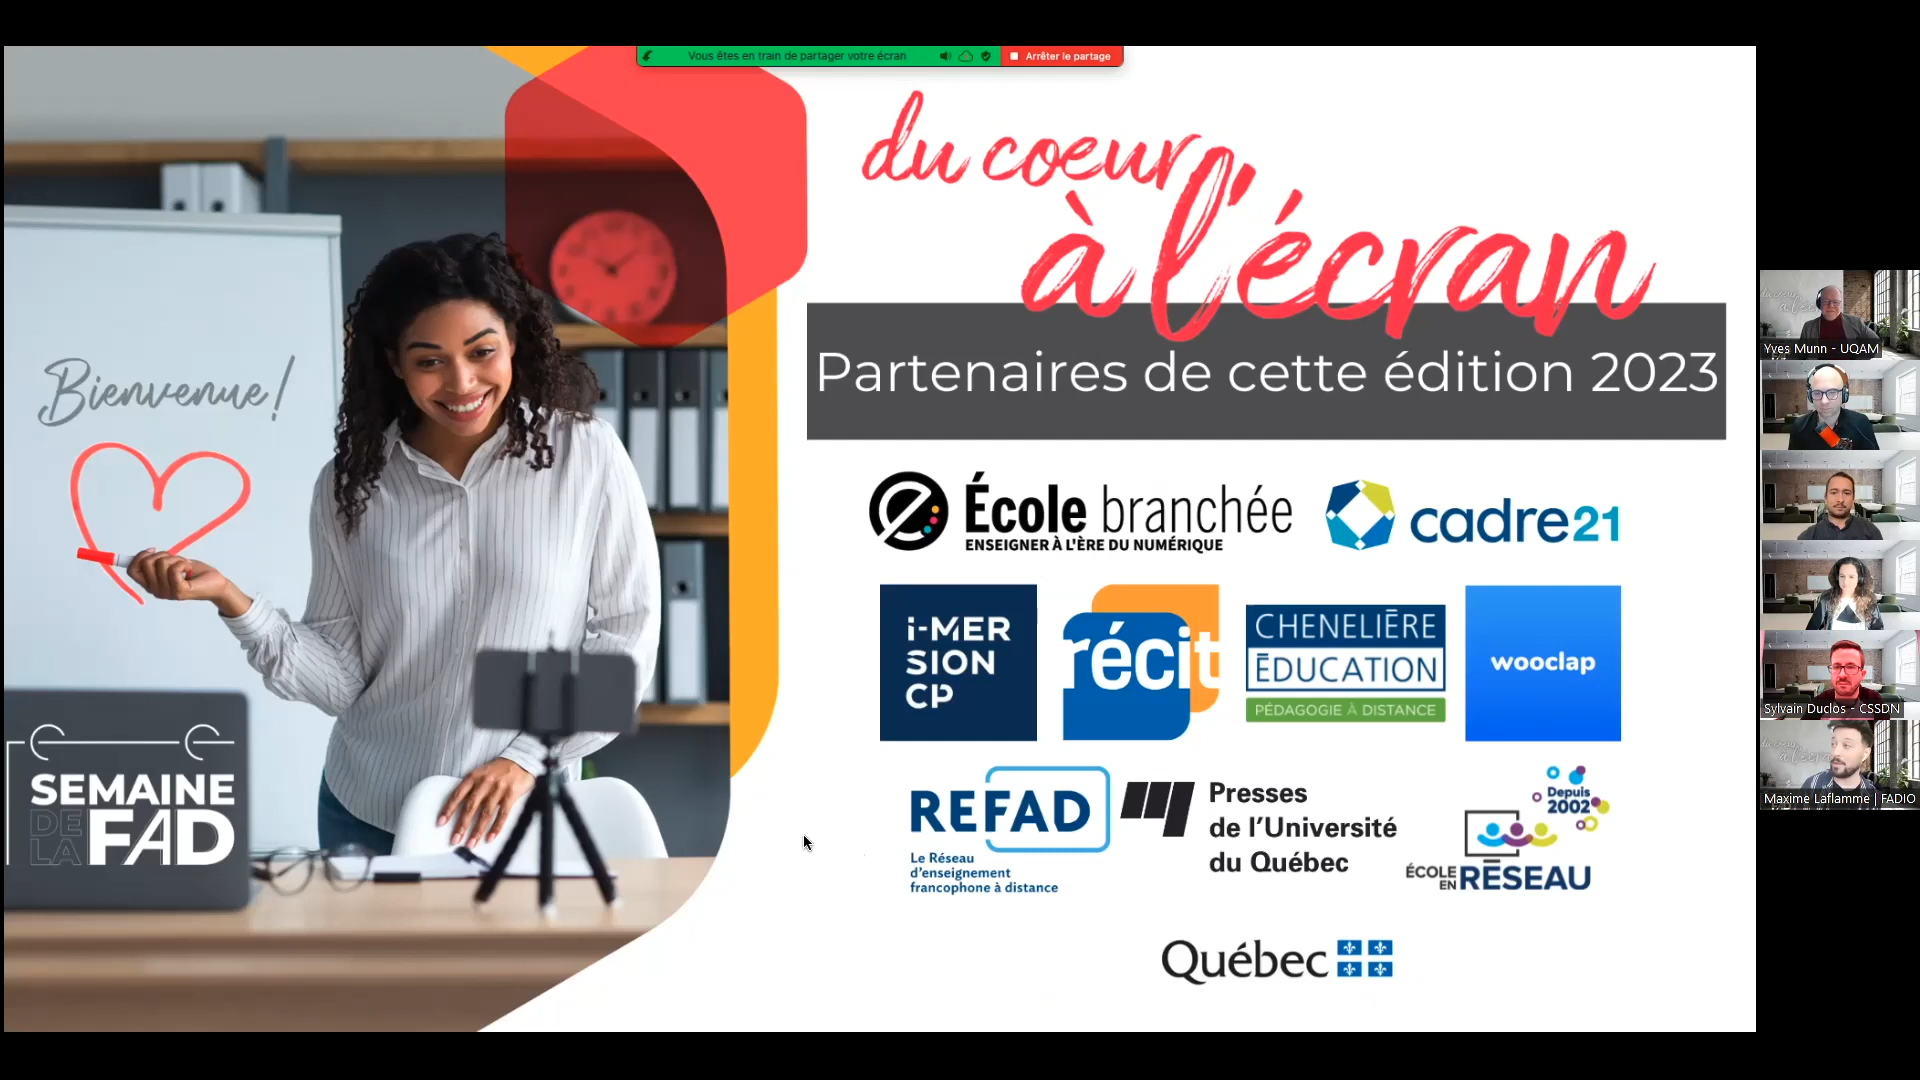 Vous êtes en train de partager votre écran
Arrêter le partage
du coeur
à l'écran
Partenaires de cette édition 2023
Bienvenue!
SEMAINE
DE LA
FAD
École branchée
ENSEIGNER À L'ÈRE DU NUMÉRIQUE
cadre21
i-MER
SION
CP
récit
CHENELIÈRE
ÉDUCATION
PÉDAGOGIE À DISTANCE
wooclap
REFAD
Le Réseau
d'enseignement
francophone à distance
Presses
de l'Université
du Québec
Depuis
2002
ÉCOLE
EN
RÉSEAU
Québec
Yves Munn - UQAM
Sylvain Duclos - CSSDN
Maxime Laflamme | FADIO